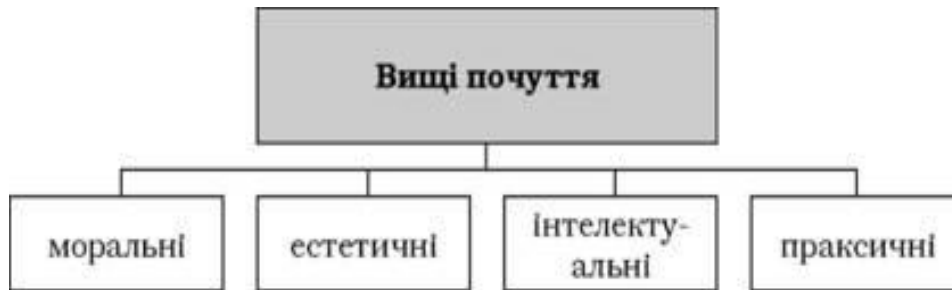 Вищі почуття
моральні
естетичні
інтелекту-
альні
праксичні